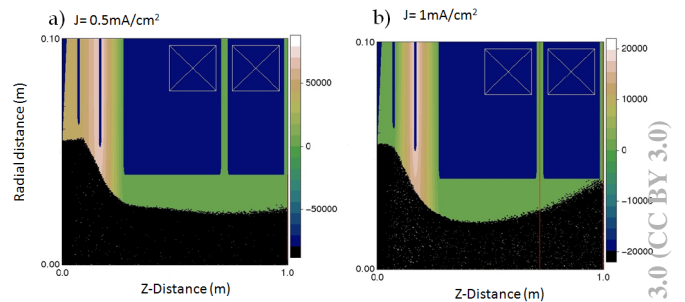 a) J= 0.5mA/cm²
0.10
0.00
0.0
1.0
Radial distance (m)
Z-Distance (m)
50000
0
−50000
b) J= 1mA/cm²
0.10
0.00
0.0
1.0
Z-Distance (m)
20000
10000
0
−10000
−20000
3.0 (CC BY 3.0)